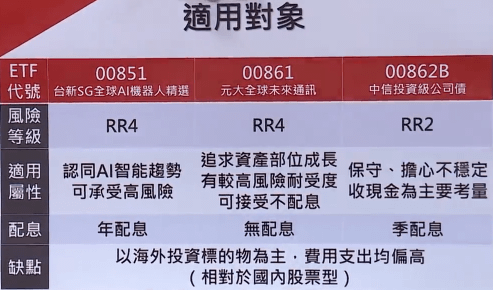 適用對象
ETF
代號
00851
台新SG全球AI機器人精選
00861
元大全球未來通訊
00862B
中信投資級公司債
風險
等級
RR4
RR4
RR2
適用
屬性
認同AI智能趨勢
可承受高風險
追求資產部位成長
有較高風險耐受度
可接受不配息
保守、擔心不穩定
收現金為主要考量
配息
年配息
無配息
季配息
缺點
以海外投資標的物為主，費用支出均偏高
（相對於國內股票型）